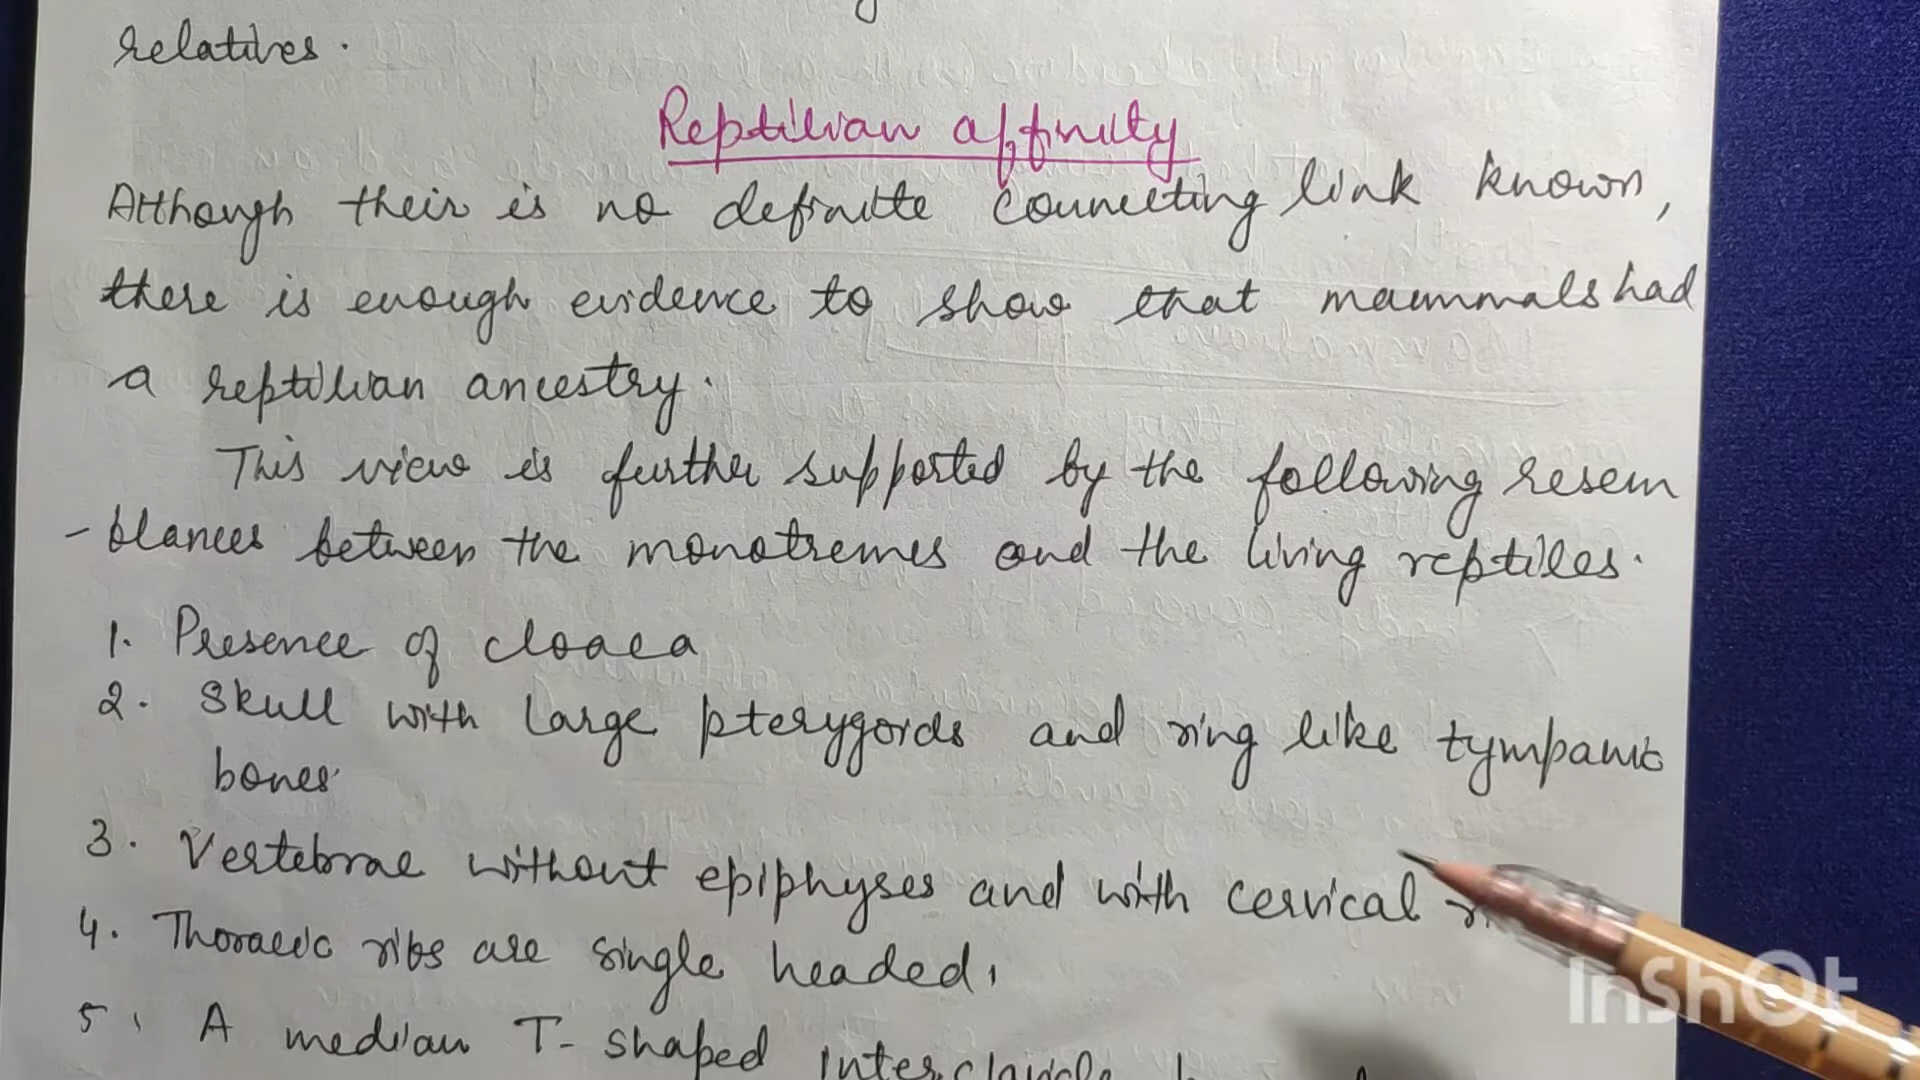 relatives.
Reptilian affinity
Although their is no definite connecting link known,
there is enough evidence to show that mammals had
a reptilian ancestry.
This view is further supported by the following resem
-blances between the monotremes and the living reptiles.
1. Presence of cloaca
2. Skull with large pterygoids and ring like tympanic
bones
3. Vertebrae without epiphyses and with cervical
4. Thoracic ribs are single headed,
5, A median T-shaped interclavicle
InShOt